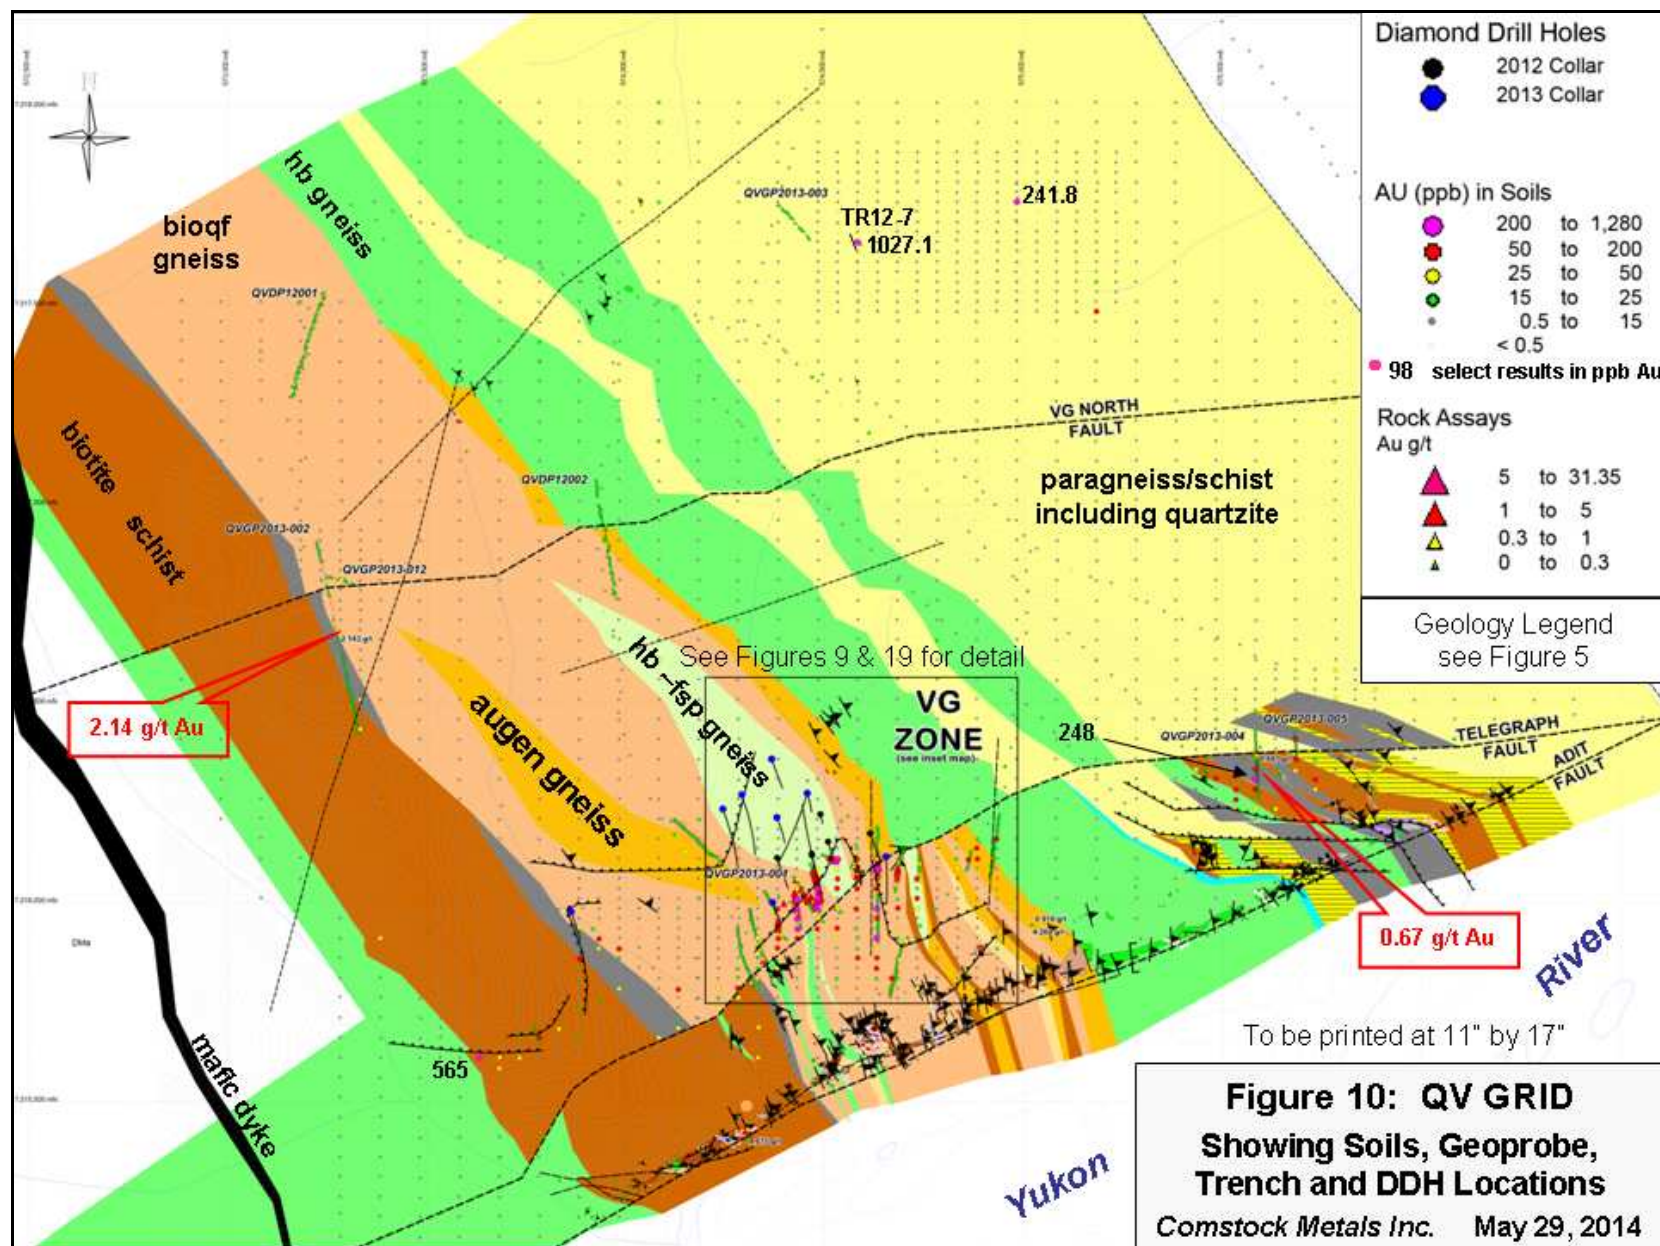 Diamond Drill Holes
2012 Collar
2013 Collar
AU (ppb) in Soils
200 to 1,280
50 to 200
25 to 50
15 to 25
0.5 to 15
< 0.5
98 select results in ppb Au
Rock Assays
Au g/t
5 to 31.35
1 to 5
0.3 to 1
0 to 0.3
Geology Legend
see Figure 5
hb gneiss
bioqf
gneiss
QVGP2013-003
241.8
TR12-7
1027.1
QVDP12001
VG NORTH
FAULT
biotite schist
QVDP12002
paragneiss/schist
including quartzite
QVGP2013-002
QVGP2013-012
hb -fsp gneiss
See Figures 9 & 19 for detail
2.14 g/t Au
augen gneiss
VG
ZONE
(see inset map)
248
QVGP2013-005
QVGP2013-004
TELEGRAPH
FAULT
ADIT
FAULT
QVGP2013-001
0.67 g/t Au
DMa
River
565
mafic dyke
Yukon
To be printed at 11" by 17"
Figure 10: QV GRID
Showing Soils, Geoprobe,
Trench and DDH Locations
Comstock Metals Inc. May 29, 2014